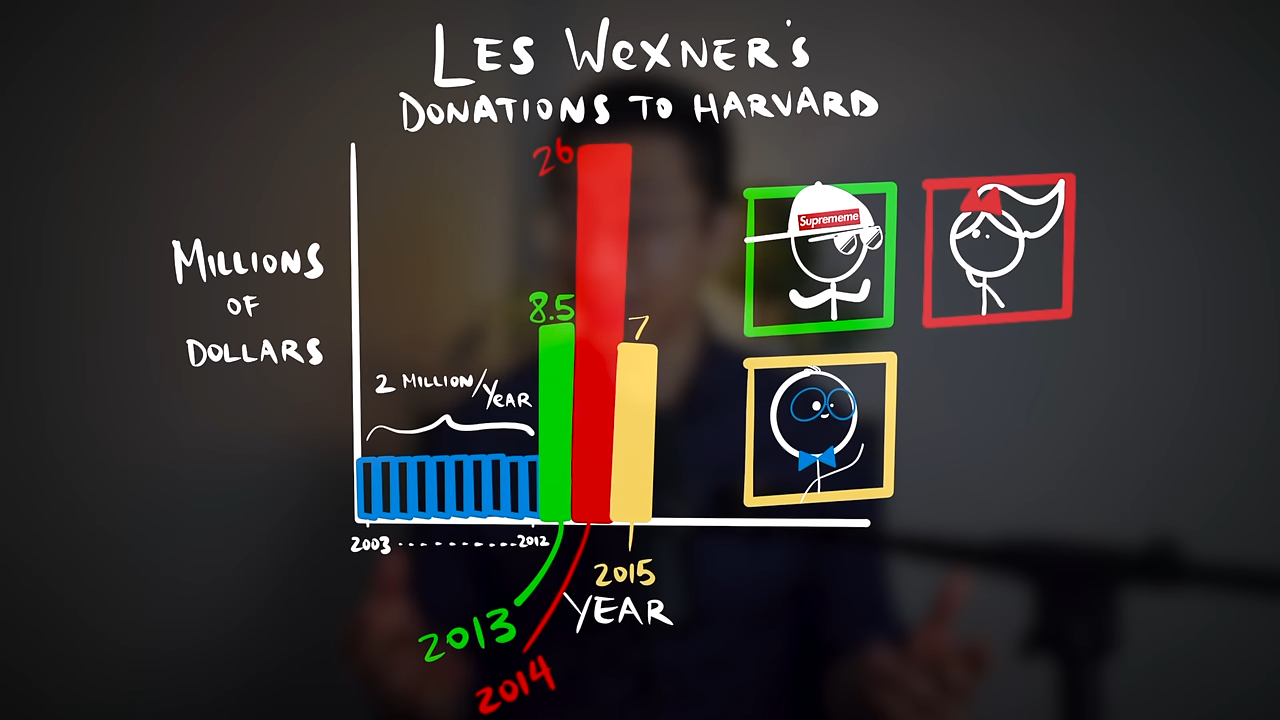 LES WEXNER'S
DONATIONS TO HARVARD
26
Suprememe
MILLIONS
OF
DOLLARS
8.5
7
2 MILLION/YEAR
2003 ---------- 2012
2015
YEAR
2013
2014